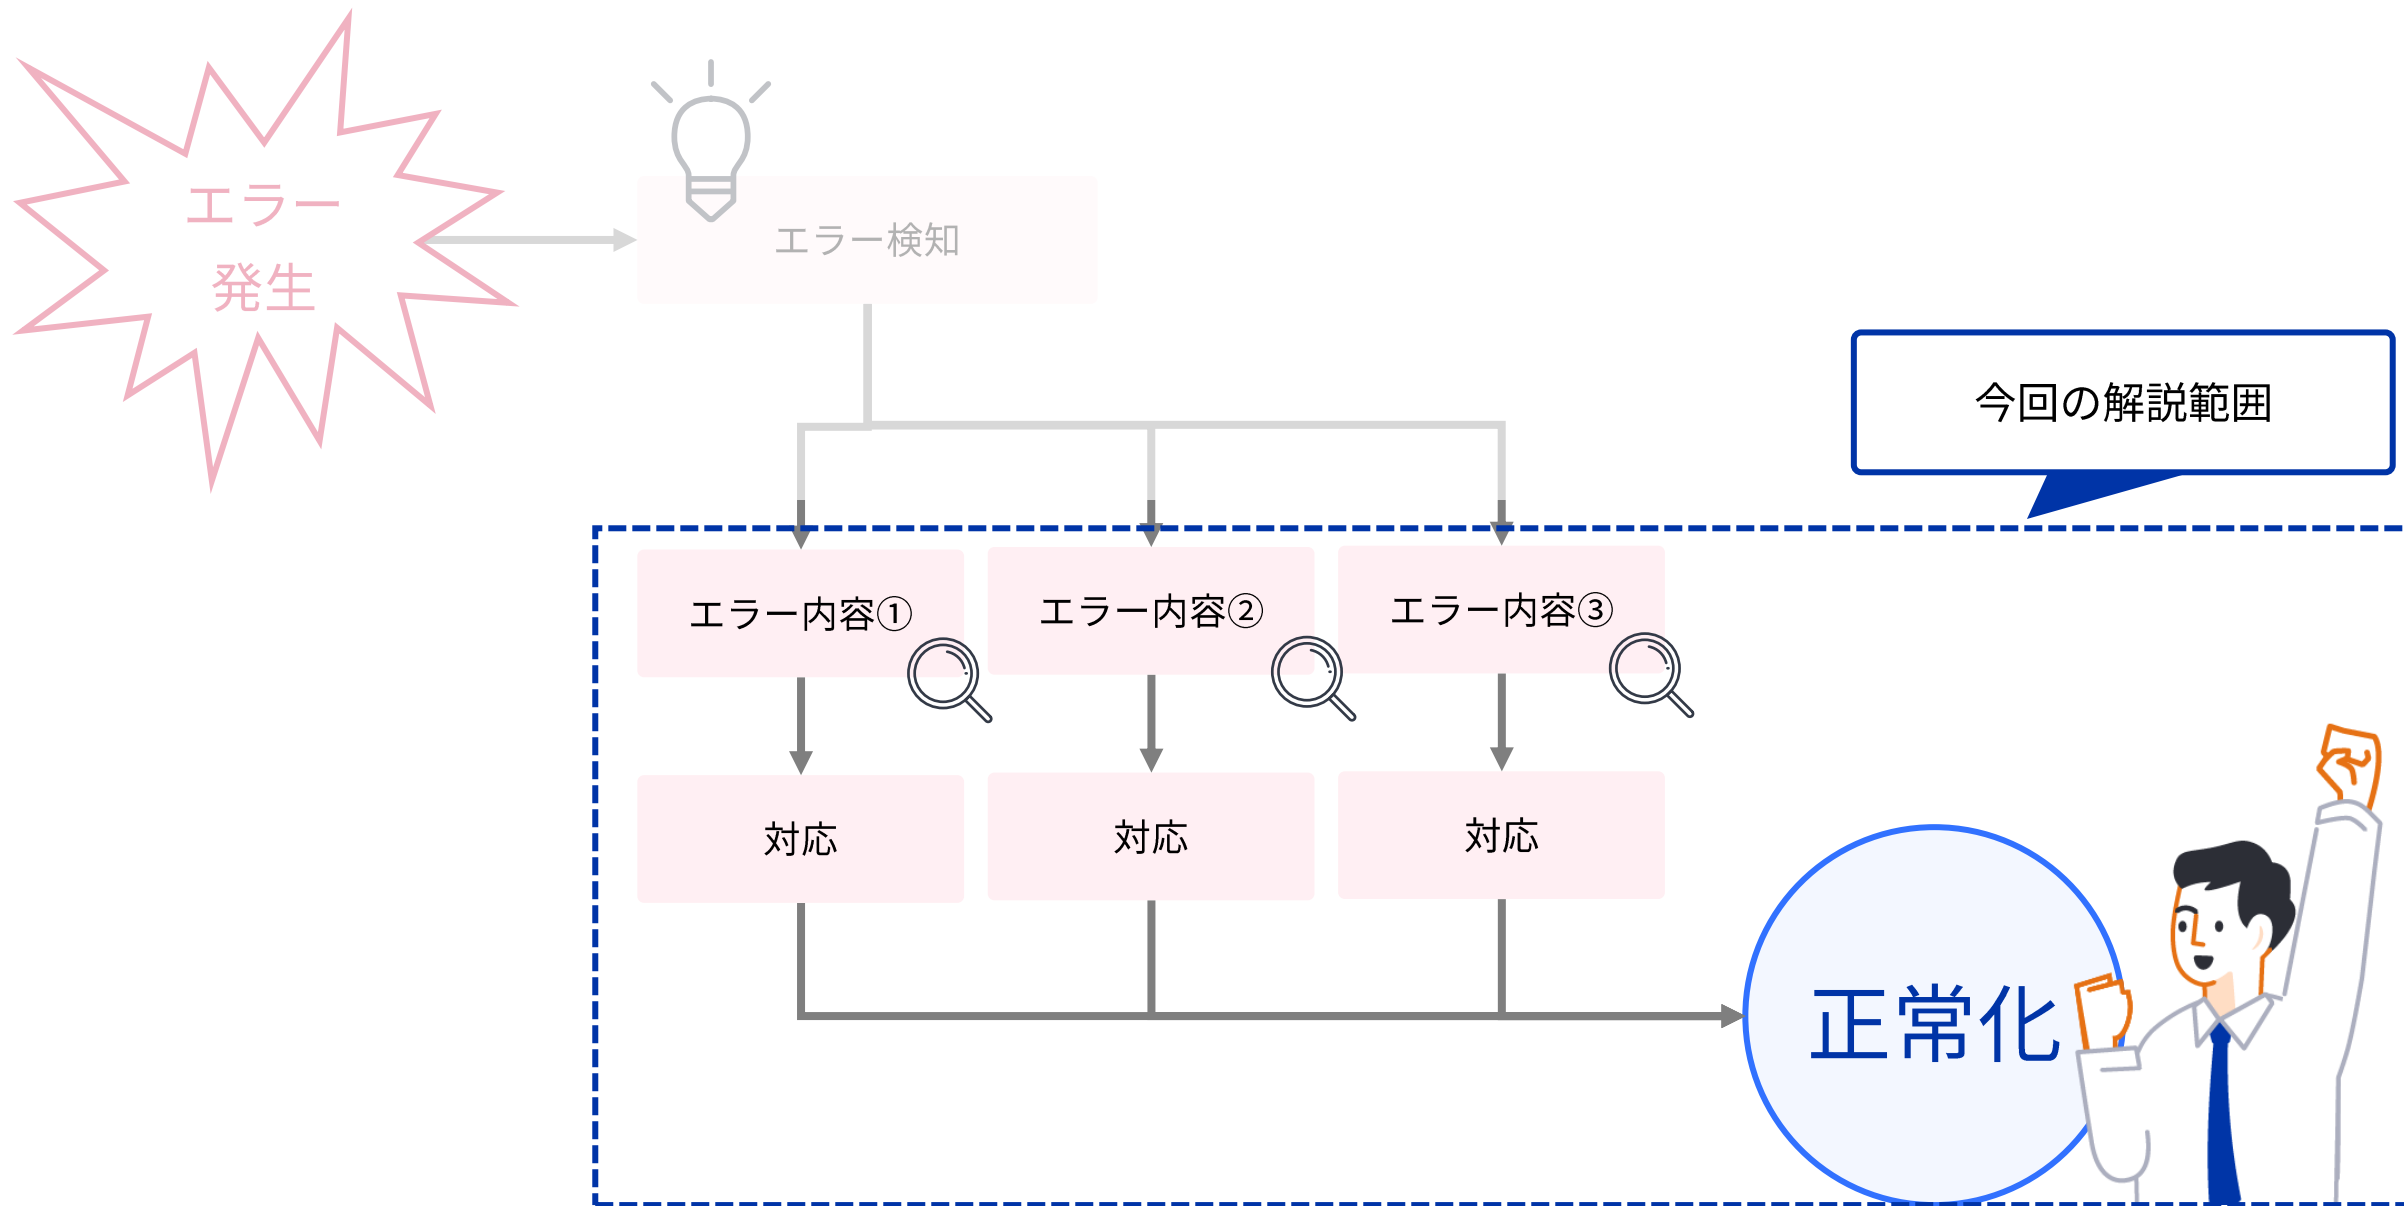 エラー
発生
エラー検知
今回の解説範囲
エラー内容①
エラー内容②
エラー内容③
対応
対応
対応
正常化